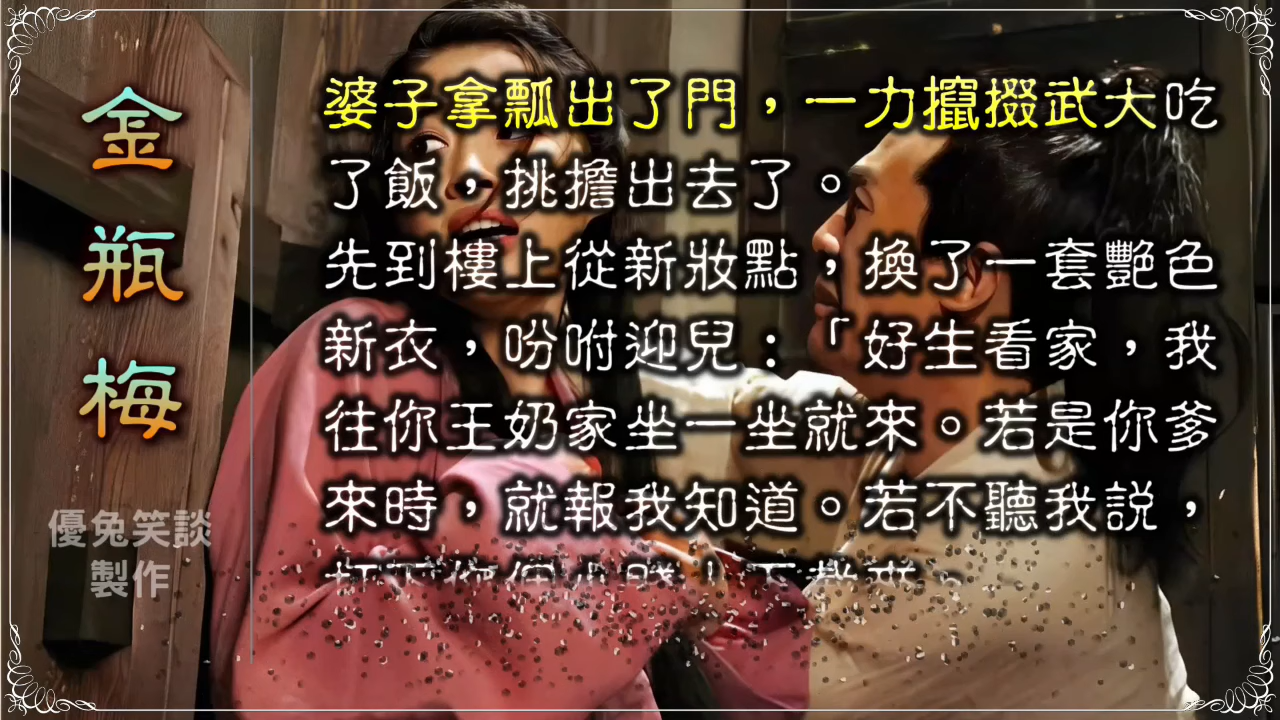 金瓶梅
優兔笑談
製作
婆子拿瓢出了門，一力攛掇武大吃
了飯，挑擔出去了。
先到樓上從新妝點，換了一套艷色
新衣，吩咐迎兒：「好生看家，我
往你王奶家坐一坐就來。若是你爹
來時，就報我知道。若不聽我說，